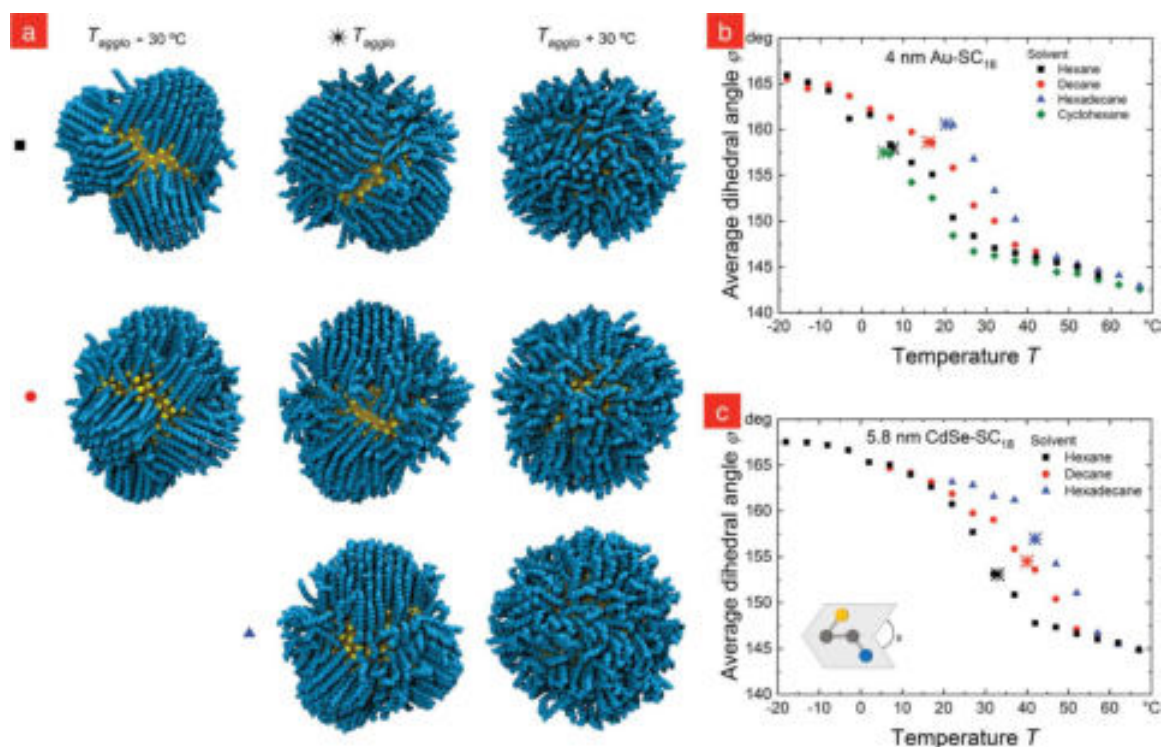 a
T_agglo − 30 °C
T_agglo
T_agglo + 30 °C
b
deg
165
160
155
150
145
140
Average dihedral angle φ
4 nm Au-SC16
Solvent
Hexane
Decane
Hexadecane
Cyclohexane
-20 -10 0 10 20 30 40 50 60 °C
Temperature T
c
deg
165
160
155
150
145
140
Average dihedral angle φ
5.8 nm CdSe-SC18
Solvent
Hexane
Decane
Hexadecane
-20 -10 0 10 20 30 40 50 60 °C
Temperature T